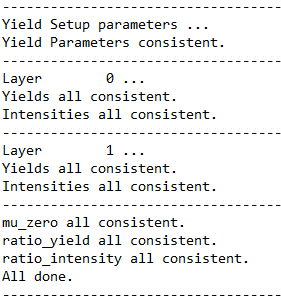 -----------------------------------
Yield Setup parameters ...
Yield Parameters consistent.
-----------------------------------
Layer        0 ...
Yields all consistent.
Intensities all consistent.
-----------------------------------
Layer        1 ...
Yields all consistent.
Intensities all consistent.
-----------------------------------
mu_zero all consistent.
ratio_yield all consistent.
ratio_intensity all consistent.
All done.
-----------------------------------